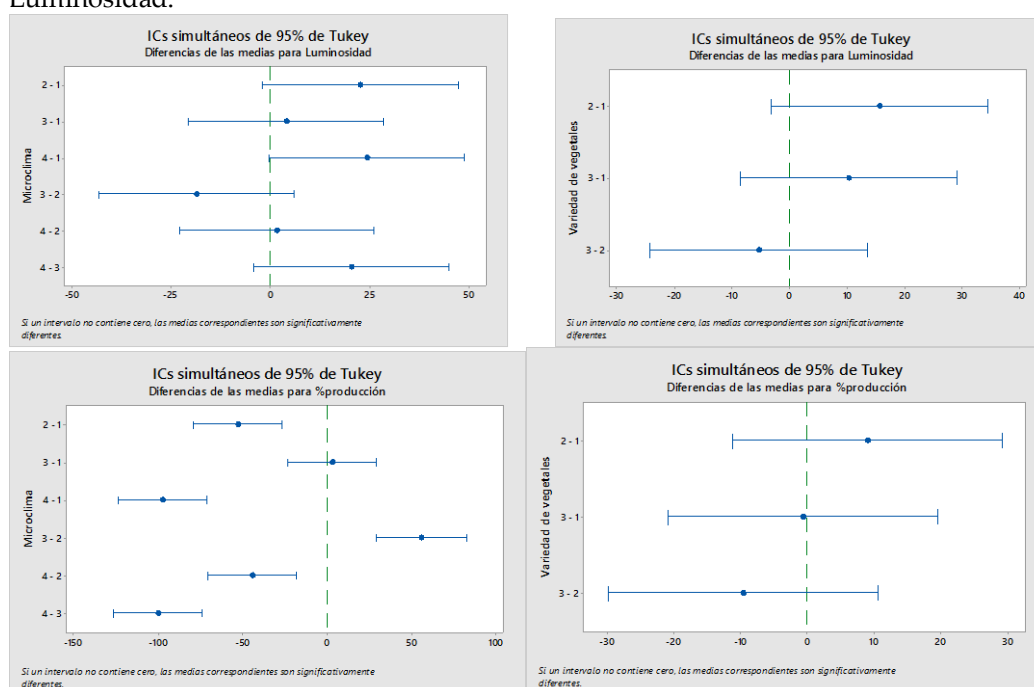 Luminosidad.
ICs simultáneos de 95% de Tukey
Diferencias de las medias para Luminosidad
Microclima
2 - 1
3 - 1
4 - 1
3 - 2
4 - 2
4 - 3
-50 -25 0 25 50
Si un intervalo no contiene cero, las medias correspondientes son significativamente
diferentes.
ICs simultáneos de 95% de Tukey
Diferencias de las medias para Luminosidad
Variedad de vegetales
2 - 1
3 - 1
3 - 2
-30 -20 -10 0 10 20 30 40
Si un intervalo no contiene cero, las medias correspondientes son significativamente
diferentes.
ICs simultáneos de 95% de Tukey
Diferencias de las medias para %producción
Microclima
2 - 1
3 - 1
4 - 1
3 - 2
4 - 2
4 - 3
-150 -100 -50 0 50 100
Si un intervalo no contiene cero, las medias correspondientes son significativamente
diferentes.
ICs simultáneos de 95% de Tukey
Diferencias de las medias para %producción
Variedad de vegetales
2 - 1
3 - 1
3 - 2
-30 -20 -10 0 10 20 30
Si un intervalo no contiene cero, las medias correspondientes son significativamente
diferentes.